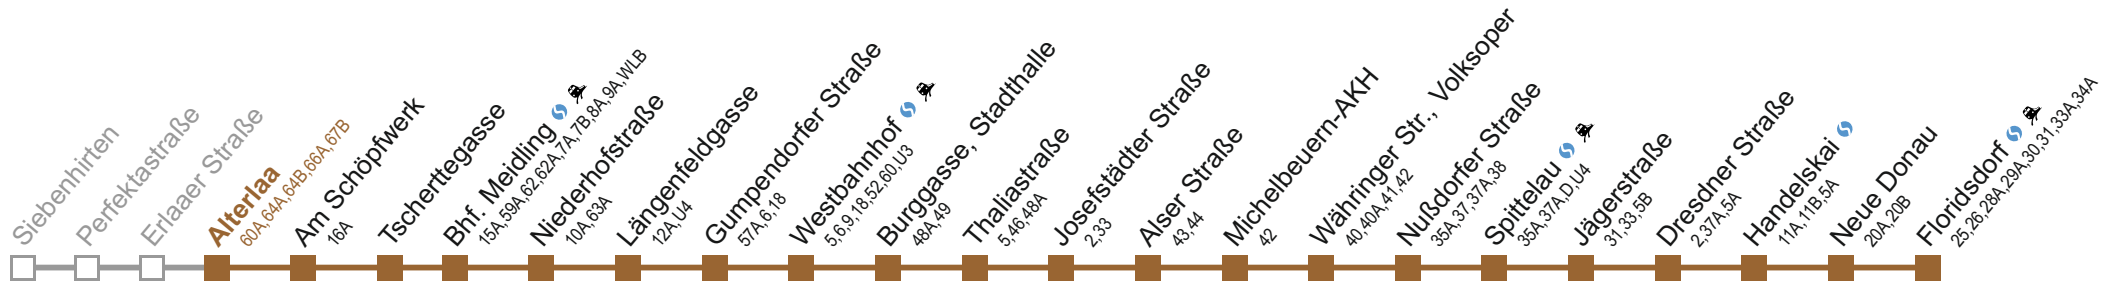 Siebenhirten
Perfektastraße
Erlaaer Straße
Alterlaa
60A,64A,64B,66A,67B
Am Schöpfwerk
16A
Tscherttegasse
Bhf. Meidling
15A,59A,62,62A,7A,7B,8A,9A,WLB
Niederhofstraße
10A,63A
Längenfeldgasse
12A,U4
Gumpendorfer Straße
57A,6,18
Westbahnhof
5,6,9,18,52,60,U3
Burggasse, Stadthalle
48A,49
Thaliastraße
5,46,48A
Josefstädter Straße
2,33
Alser Straße
43,44
Michelbeuern-AKH
42
Währinger Str., Volksoper
40,40A,41,42
Nußdorfer Straße
35A,37,37A,38
Spittelau
35A,37A,D,U4
Jägerstraße
31,33,5B
Dresdner Straße
2,37A,5A
Handelskai
11A,11B,5A
Neue Donau
20A,20B
Floridsdorf
25,26,28A,29A,30,31,33A,34A